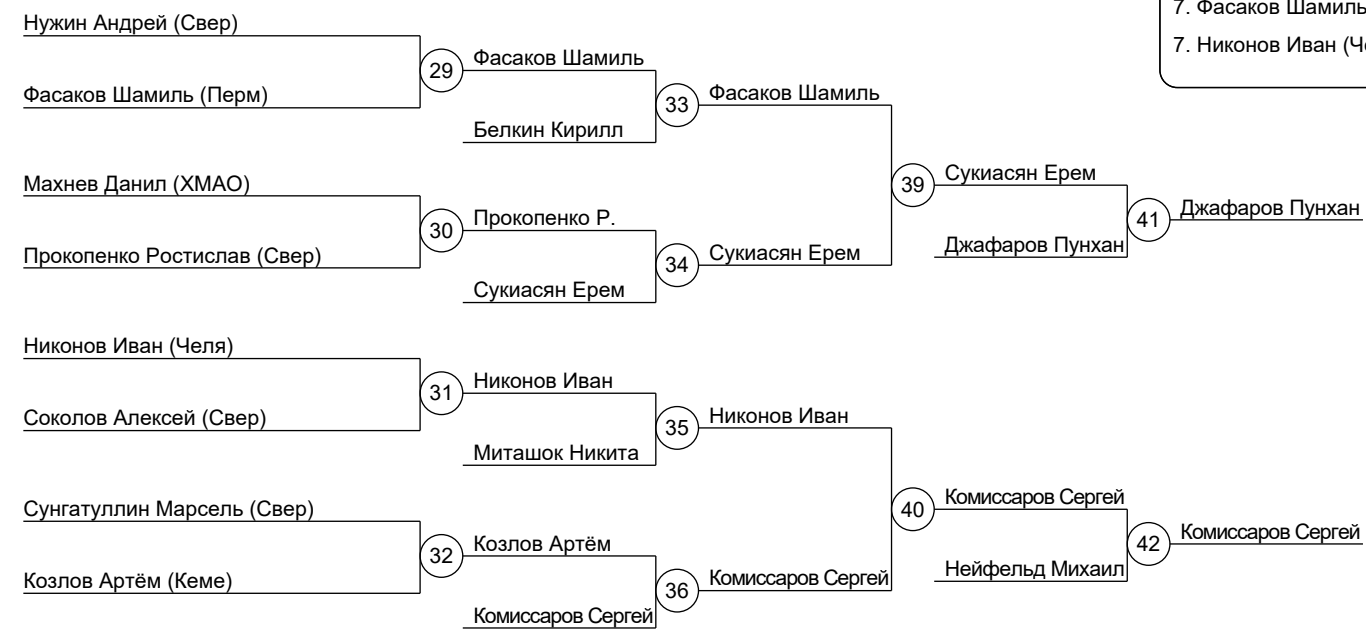 7. Фасаков Шамиль
7. Никонов Иван
Нужин Андрей (Свер)
Фасаков Шамиль (Перм)
29
Фасаков Шамиль
Белкин Кирилл
33
Фасаков Шамиль
Махнев Данил (ХМАО)
Прокопенко Ростислав (Свер)
30
Прокопенко Р.
Сукиасян Ерем
34
Сукиасян Ерем
39
Сукиасян Ерем
Джафаров Пунхан
41
Джафаров Пунхан
Никонов Иван (Челя)
Соколов Алексей (Свер)
31
Никонов Иван
Миташок Никита
35
Никонов Иван
Сунгатуллин Марсель (Свер)
Козлов Артём (Кеме)
32
Козлов Артём
Комиссаров Сергей
36
Комиссаров Сергей
40
Комиссаров Сергей
Нейфельд Михаил
42
Комиссаров Сергей